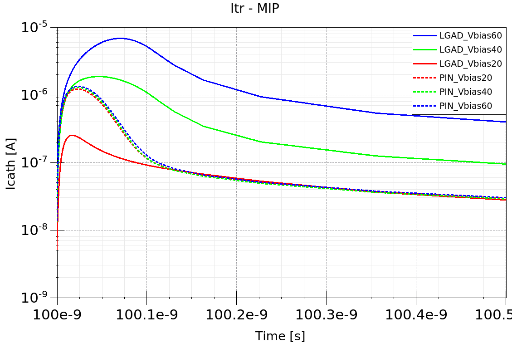 Itr - MIP
10^-5
10^-6
10^-7
10^-8
10^-9
Icath [A]
LGAD_Vbias60
LGAD_Vbias40
LGAD_Vbias20
PIN_Vbias20
PIN_Vbias40
PIN_Vbias60
100e-9 100.1e-9 100.2e-9 100.3e-9 100.4e-9 100.5
Time [s]